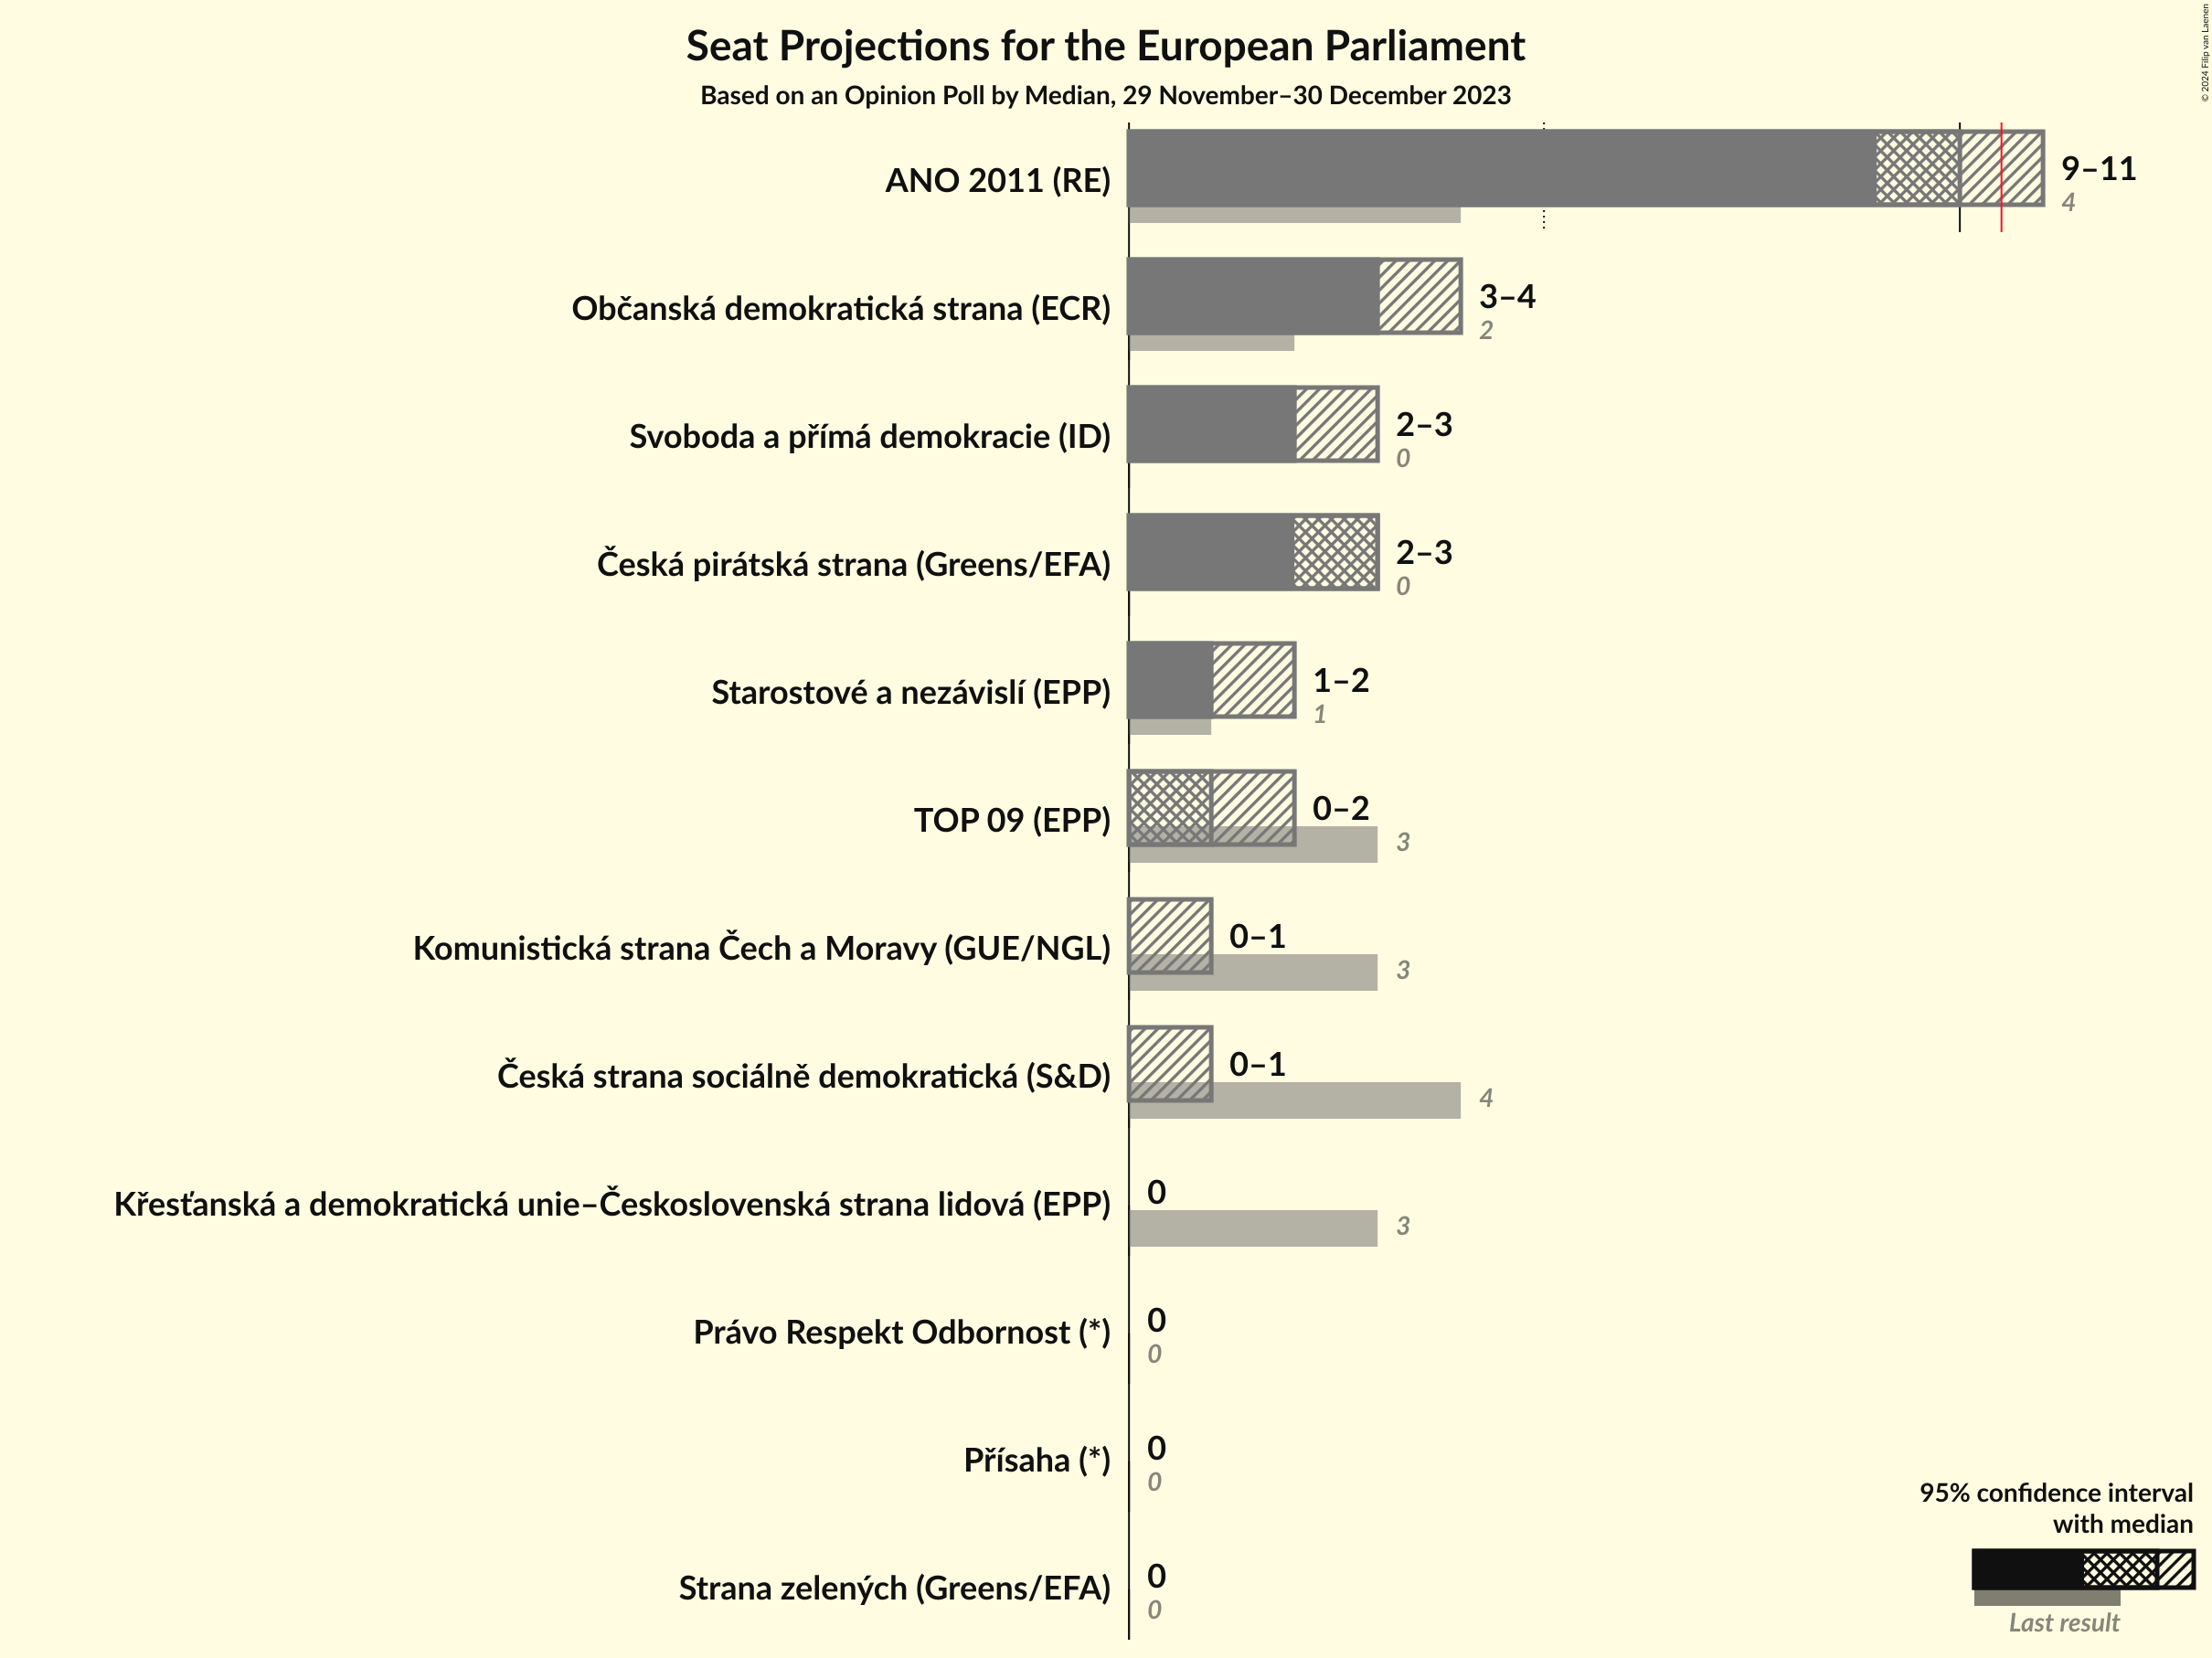 Seat Projections for the European Parliament
Based on an Opinion Poll by Median, 29 November–30 December 2023
© 2024 Filip van Laenen
ANO 2011 (RE)
9–11
4
Občanská demokratická strana (ECR)
3–4
2
Svoboda a přímá demokracie (ID)
2–3
0
Česká pirátská strana (Greens/EFA)
2–3
0
Starostové a nezávislí (EPP)
1–2
1
TOP 09 (EPP)
0–2
3
Komunistická strana Čech a Moravy (GUE/NGL)
0–1
3
Česká strana sociálně demokratická (S&D)
0–1
4
Křesťanská a demokratická unie–Československá strana lidová (EPP)
0
3
Právo Respekt Odbornost (*)
0
0
Přísaha (*)
0
0
Strana zelených (Greens/EFA)
0
0
95% confidence interval
with median
Last result